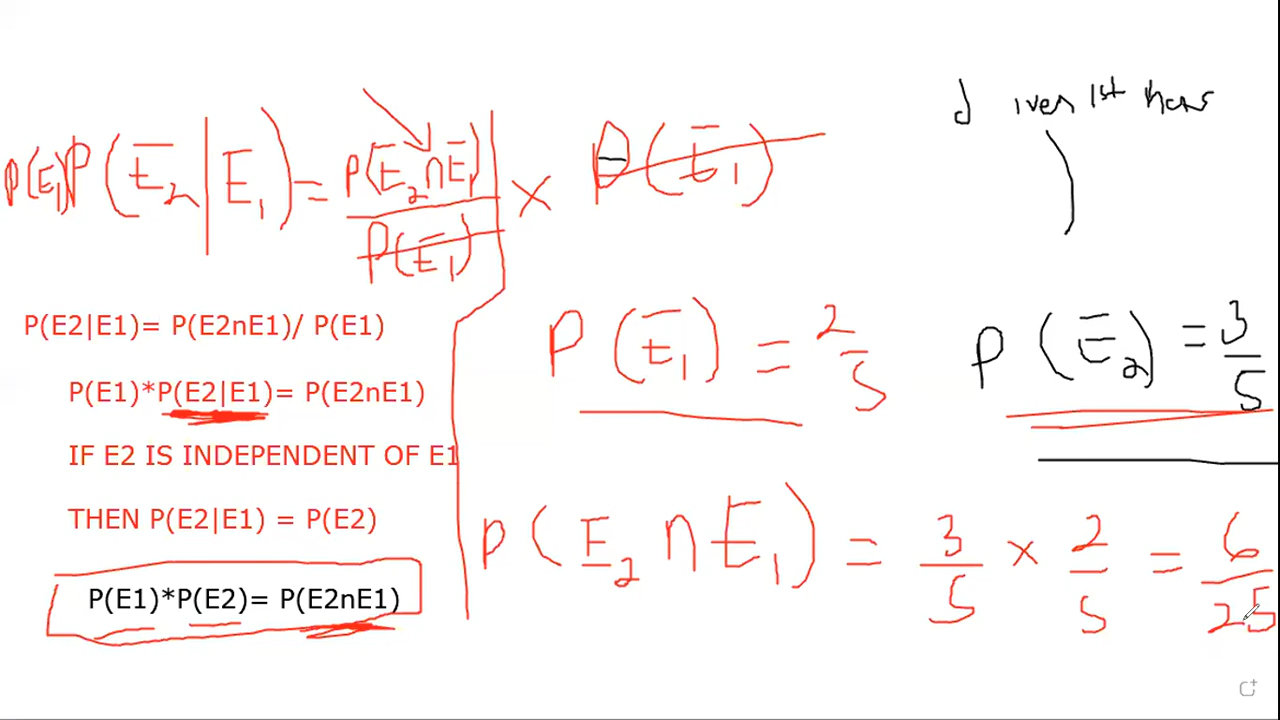 iven 1st
P(E1)P(E2|E1)=P(E2nE1)/P(E1) × P(E1)
P(E2|E1)= P(E2nE1)/ P(E1)
P(E1) = 2/5
P(E2) = 3/5
P(E1)*P(E2|E1)= P(E2nE1)
IF E2 IS INDEPENDENT OF E1
THEN P(E2|E1) = P(E2)
P(E2nE1) = 3/5 × 2/5 = 6/25
P(E1)*P(E2)= P(E2nE1)